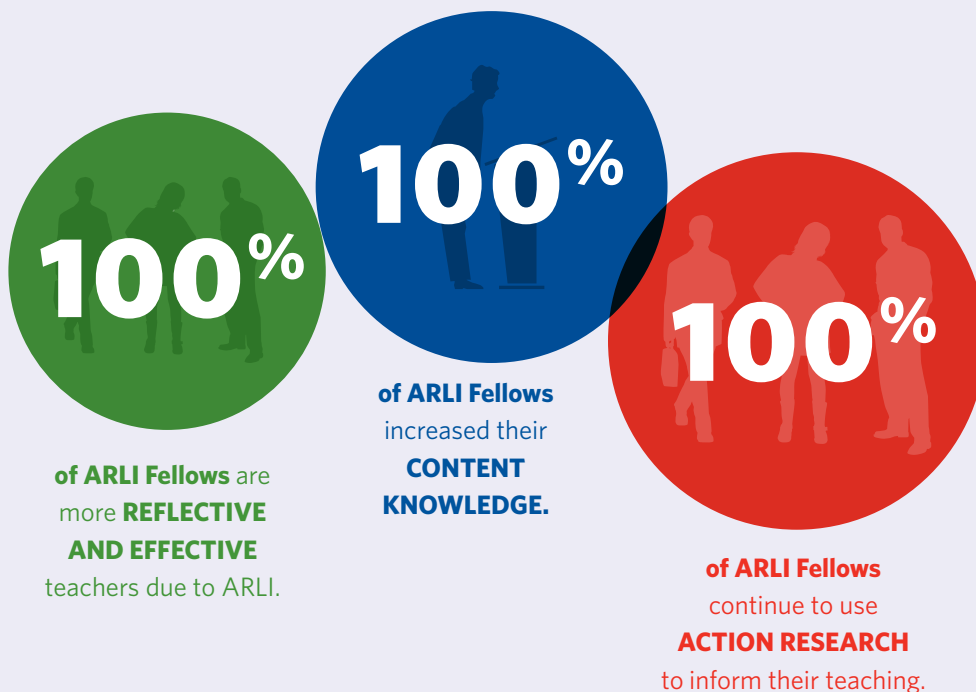 100%
of ARLI Fellows are
more REFLECTIVE
AND EFFECTIVE
teachers due to ARLI.
100%
of ARLI Fellows
increased their
CONTENT
KNOWLEDGE.
100%
of ARLI Fellows
continue to use
ACTION RESEARCH
to inform their teaching.